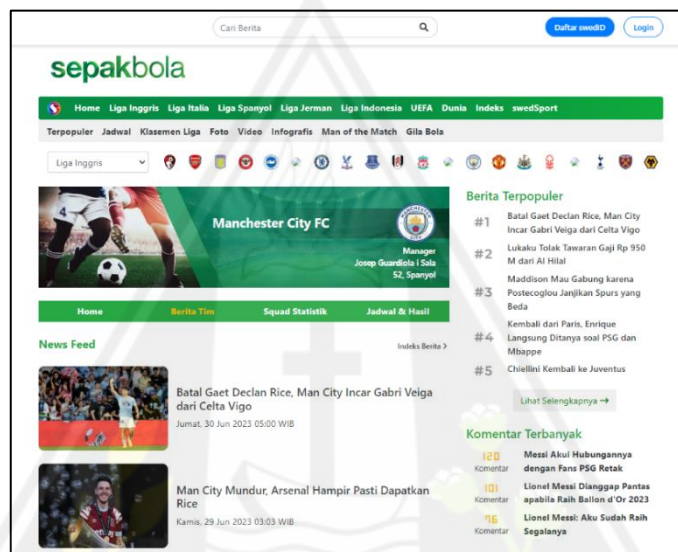 Cari Berita
Daftar swedID
Login
sepakbola
Home Liga Inggris Liga Italia Liga Spanyol Liga Jerman Liga Indonesia UEFA Dunia Indeks swedSport
Terpopuler Jadwal Klasemen Liga Foto Video Infografis Man of the Match Gila Bola
Liga Inggris
Manchester City FC
Manager
Josep Guardiola i Sala
52, Spanyol
Home Berita Tim Squad Statistik Jadwal & Hasil
News Feed
Indeks Berita >
Batal Gaet Declan Rice, Man City Incar Gabri Veiga
dari Celta Vigo
Jumat, 30 Jun 2023 05:00 WIB
Man City Mundur, Arsenal Hampir Pasti Dapatkan
Rice
Kamis, 29 Jun 2023 03:03 WIB
Berita Terpopuler
#1
Batal Gaet Declan Rice, Man City
Incar Gabri Veiga dari Celta Vigo
#2
Lukaku Tolak Tawaran Gaji Rp 950
M dari Al Hilal
#3
Maddison Mau Gabung karena
Postecoglou Janjikan Spurs yang
Beda
#4
Kembali dari Paris, Enrique
Langsung Ditanya soal PSG dan
Mbappe
#5
Chiellini Kembali ke Juventus
Lihat Selengkapnya →
Komentar Terbanyak
120
Komentar
Messi Akui Hubungannya
dengan Fans PSG Retak
101
Komentar
Lionel Messi Dianggap Pantas
apabila Raih Ballon d'Or 2023
76
Komentar
Lionel Messi: Aku Sudah Raih
Segalanya